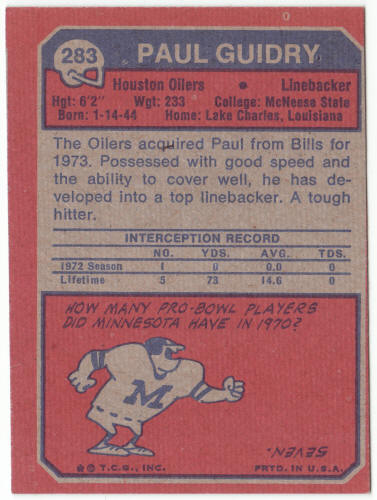 283 PAUL GUIDRY
Houston Oilers • Linebacker
Hgt: 6'2" Wgt: 233 College: McNeese State
Born: 1-14-44 Home: Lake Charles, Louisiana
The Oilers acquired Paul from Bills for
1973. Possessed with good speed and
the ability to cover well, he has de-
veloped into a top linebacker. A tough
hitter.
INTERCEPTION RECORD
NO. YDS. AVG. TDS.
1972 Season 1 0 0.0 0
Lifetime 5 73 14.6 0
HOW MANY PRO-BOWL PLAYERS
DID MINNESOTA HAVE IN 1970?
M
SEVEN.
✽ © T.C.G., INC. PRTD. IN U.S.A.